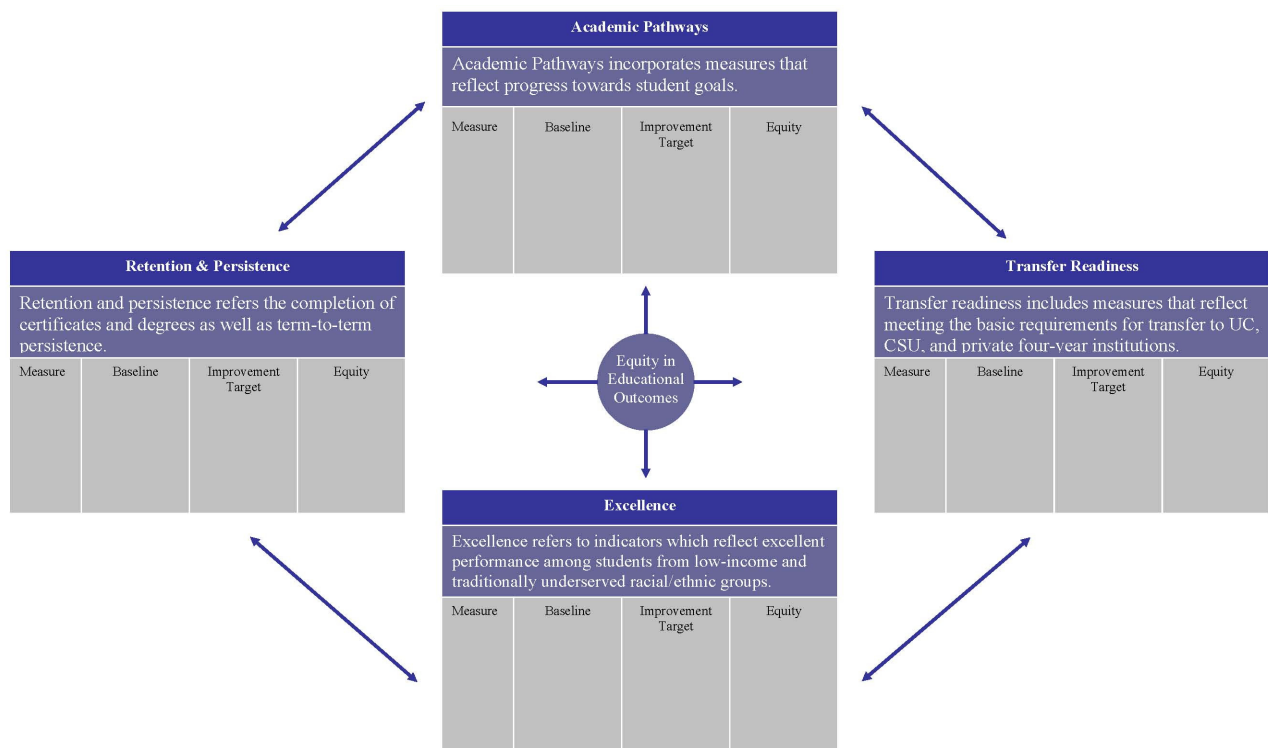 Academic Pathways
Academic Pathways incorporates measures that
reflect progress towards student goals.
Measure Baseline Improvement Equity
Target
Retention & Persistence
Retention and persistence refers the completion of
certificates and degrees as well as term-to-term
persistence.
Measure Baseline Improvement Equity
Target
Equity in
Educational
Outcomes
Transfer Readiness
Transfer readiness includes measures that reflect
meeting the basic requirements for transfer to UC,
CSU, and private four-year institutions.
Measure Baseline Improvement Equity
Target
Excellence
Excellence refers to indicators which reflect excellent
performance among students from low-income and
traditionally underserved racial/ethnic groups.
Measure Baseline Improvement Equity
Target